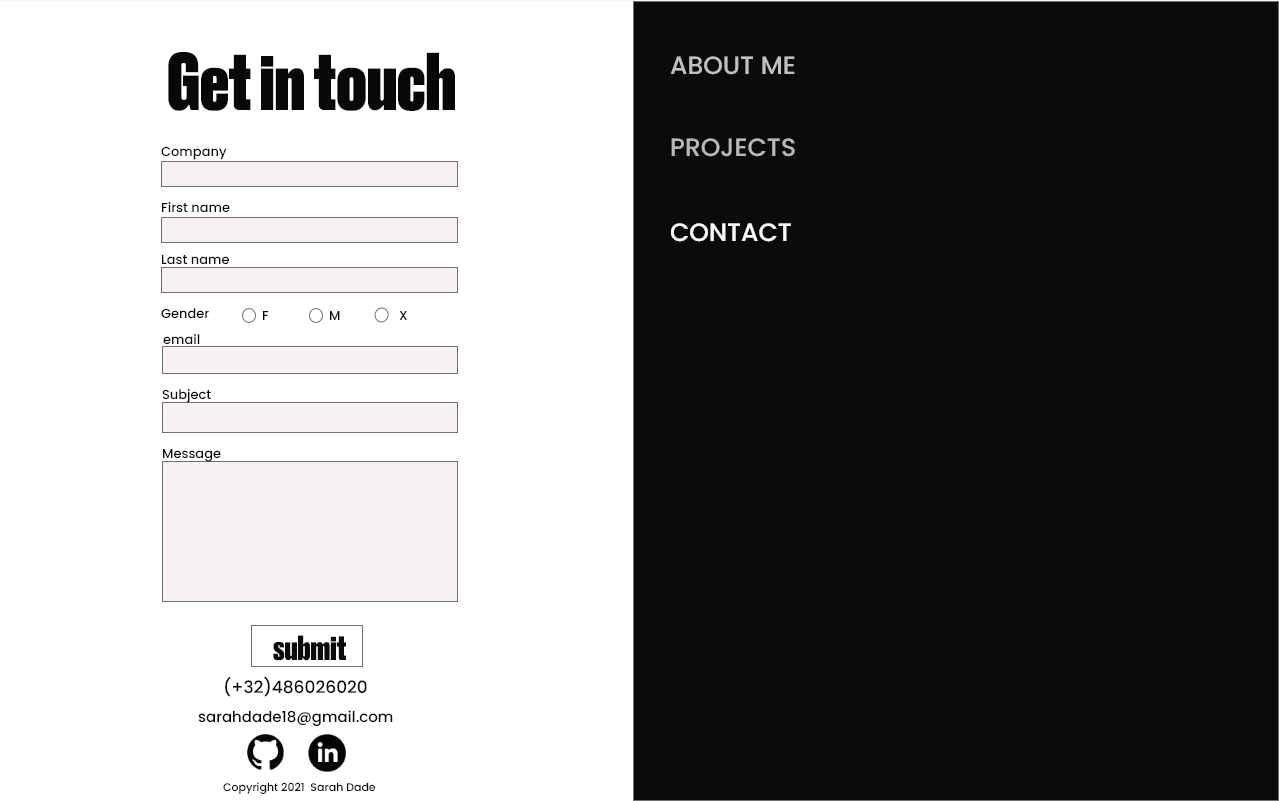 Get in touch
Company
First name
Last name
Gender F M X
email
Subject
Message
submit
(+32)486026020
sarahdade18@gmail.com
in
Copyright 2021 Sarah Dade
ABOUT ME
PROJECTS
CONTACT